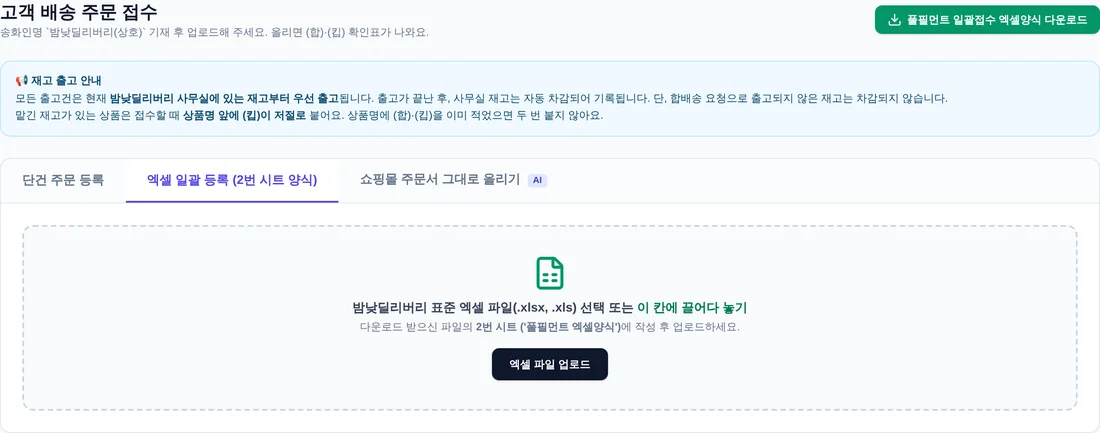 고객 배송 주문 접수
송화인명 `밤낮딜리버리(상호)` 기재 후 업로드해 주세요. 올리면 (합)·(킵) 확인표가 나와요.
풀필먼트 일괄접수 엑셀양식 다운로드
📢 재고 출고 안내
모든 출고건은 현재 밤낮딜리버리 사무실에 있는 재고부터 우선 출고됩니다. 출고가 끝난 후, 사무실 재고는 자동 차감되어 기록됩니다. 단, 합배송 요청으로 출고되지 않은 재고는 차감되지 않습니다.
맡긴 재고가 있는 상품은 접수할 때 상품명 앞에 (킵)이 저절로 붙어요. 상품명에 (합)·(킵)을 이미 적었으면 두 번 붙지 않아요.
단건 주문 등록
엑셀 일괄 등록 (2번 시트 양식)
쇼핑몰 주문서 그대로 올리기 AI
밤낮딜리버리 표준 엑셀 파일(.xlsx, .xls) 선택 또는 이 칸에 끌어다 놓기
다운로드 받으신 파일의 2번 시트 ('풀필먼트 엑셀양식')에 작성 후 업로드하세요.
엑셀 파일 업로드